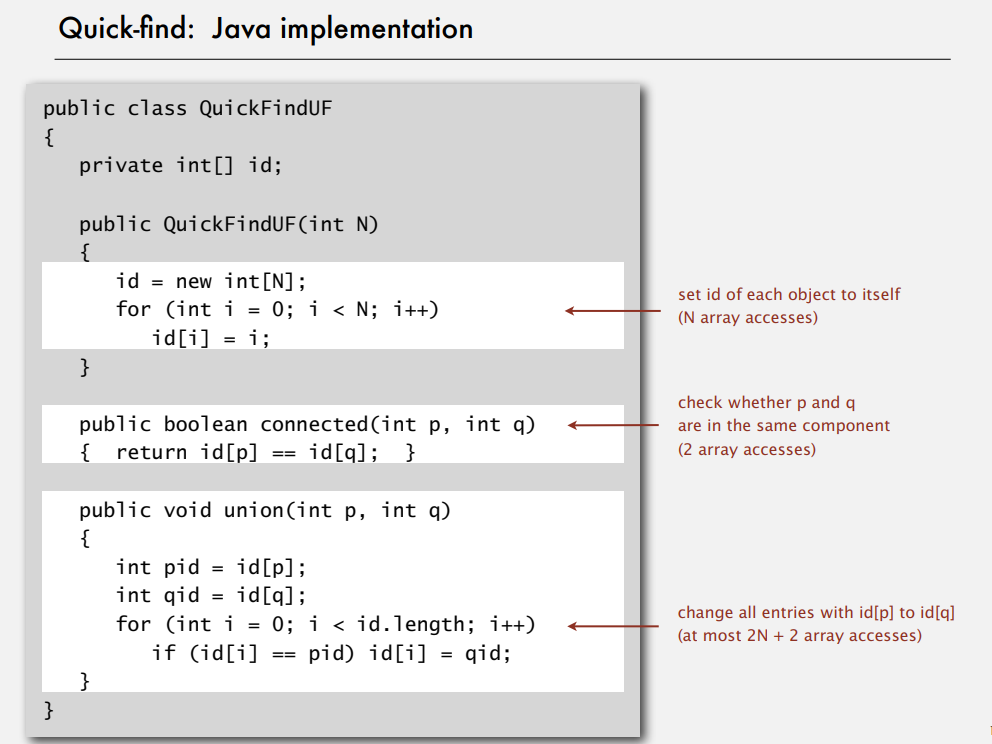 Quick-find: Java implementation
public class QuickFindUF
{
private int[] id;
public QuickFindUF(int N)
{
id = new int[N];
for (int i = 0; i < N; i++)
id[i] = i;
}
set id of each object to itself
(N array accesses)
public boolean connected(int p, int q)
{ return id[p] == id[q]; }
check whether p and q
are in the same component
(2 array accesses)
public void union(int p, int q)
{
int pid = id[p];
int qid = id[q];
for (int i = 0; i < id.length; i++)
if (id[i] == pid) id[i] = qid;
}
change all entries with id[p] to id[q]
(at most 2N + 2 array accesses)
}